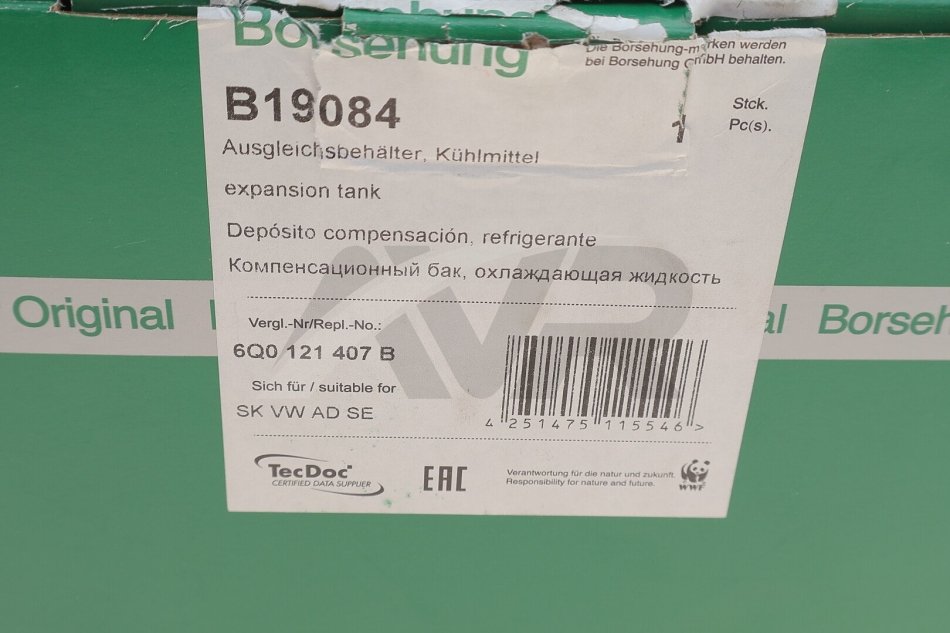 Borsehung
Die Borsehung-marken werden
bei Borsehung GmbH behalten.
B19084
1
Stck.
Pc(s).
Ausgleichsbehälter, Kühlmittel
expansion tank
Depósito compensación, refrigerante
Компенсационный бак, охлаждающая жидкость
Original
Borseh
AVP
Vergl.-Nr/Repl.-No.:
6Q0 121 407 B
Sich für / suitable for
SK VW AD SE
4 251475 115546 >
TecDoc
CERTIFIED DATA SUPPLIER
EAC
Verantwortung für die natur und zukunft.
Responsibility for nature and future.
WWF